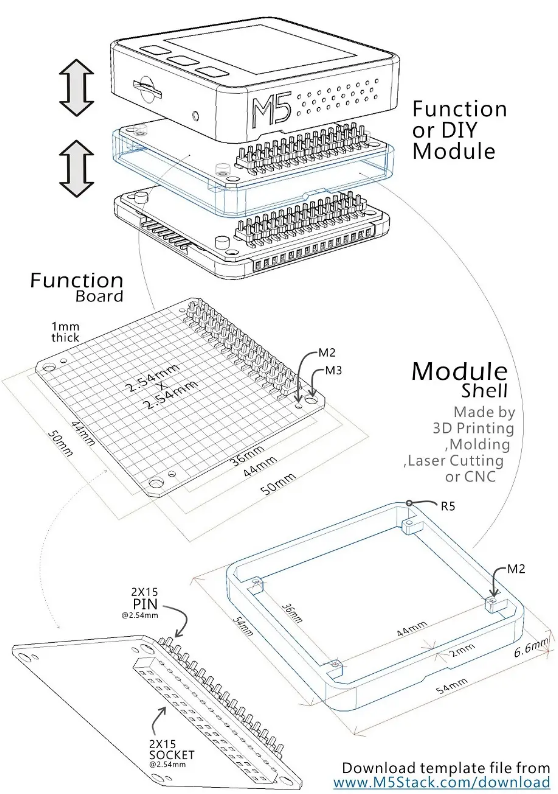 M5
Function
or DIY
Module
Function
Board
1mm
thick
2.54mm
X
2.54mm
M2
M3
44mm
50mm
36mm
44mm
50mm
Module
Shell
Made by
3D Printing
,Molding
,Laser Cutting
or CNC
R5
M2
36mm
54mm
44mm
2mm
6.6mm
54mm
2X15
PIN
@2.54mm
2X15
SOCKET
@2.54mm
Download template file from
www.M5Stack.com/download